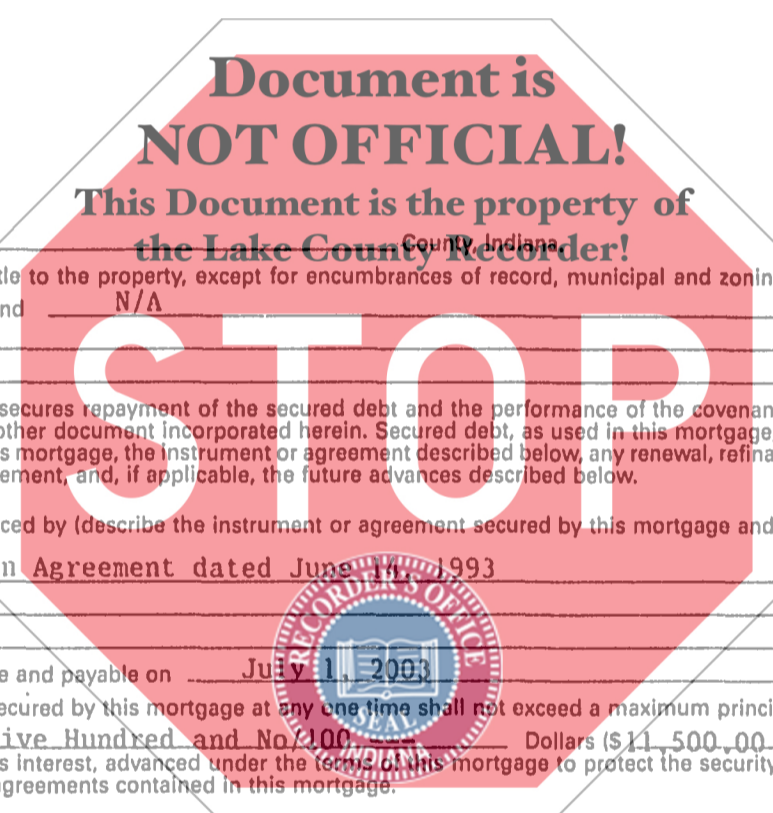 Document is
NOT OFFICIAL!
This Document is the property of
the Lake County Recorder!
County, Indiana,
tle to the property, except for encumbrances of record, municipal and zonin
nd N/A
STOP
secures repayment of the secured debt and the performance of the covenan
other document incorporated herein. Secured debt, as used in this mortgage
s mortgage, the instrument or agreement described below, any renewal, refina
ement, and, if applicable, the future advances described below.
ced by (describe the instrument or agreement secured by this mortgage and
n Agreement dated June 14, 1993
RECORDER'S OFFICE
SEAL
INDIANA
e and payable on July 1, 2003
ecured by this mortgage at any one time shall not exceed a maximum princi
ive Hundred and No/100 Dollars ($11,500.00
s interest, advanced under the terms of this mortgage to protect the security
greements contained in this mortgage.